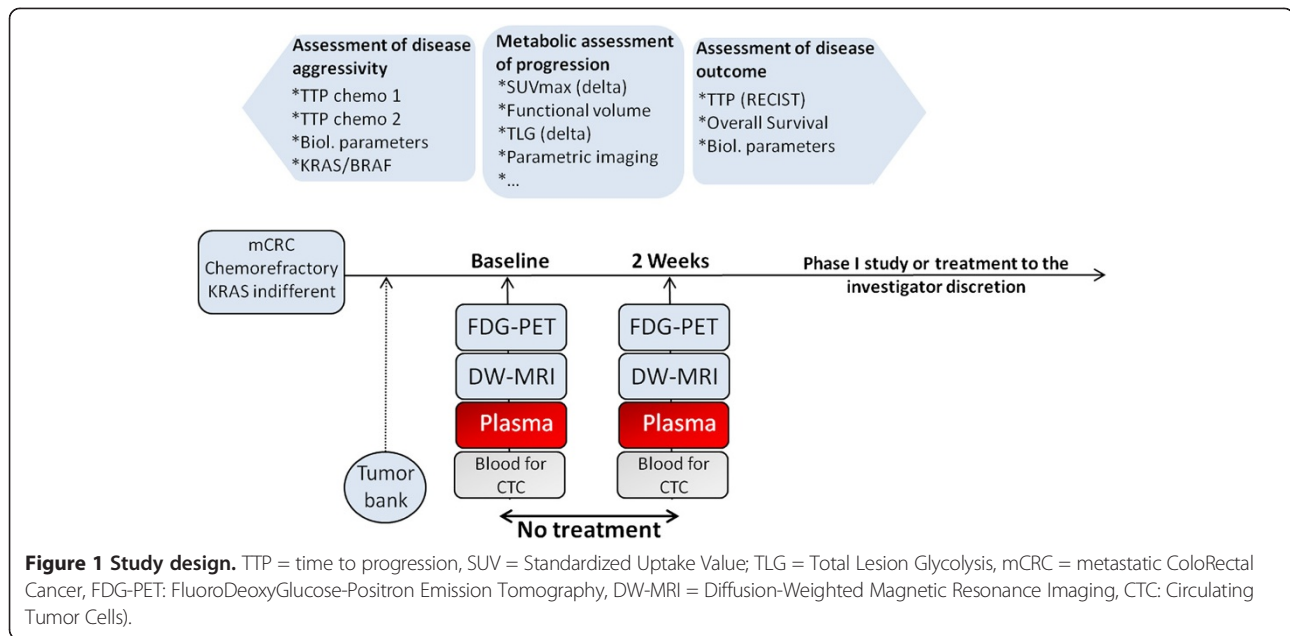 Assessment of disease
aggressivity
*TTP chemo 1
*TTP chemo 2
*Biol. parameters
*KRAS/BRAF
Metabolic assessment
of progression
*SUVmax (delta)
*Functional volume
*TLG (delta)
*Parametric imaging
*...
Assessment of disease
outcome
*TTP (RECIST)
*Overall Survival
*Biol. parameters
mCRC
Chemorefractory
KRAS indifferent
Baseline
2 Weeks
Phase I study or treatment to the
investigator discretion
FDG-PET
DW-MRI
Plasma
Blood for
CTC
FDG-PET
DW-MRI
Plasma
Blood for
CTC
Tumor
bank
No treatment
Figure 1 Study design. TTP = time to progression, SUV = Standardized Uptake Value; TLG = Total Lesion Glycolysis, mCRC = metastatic ColoRectal
Cancer, FDG-PET: FluoroDeoxyGlucose-Positron Emission Tomography, DW-MRI = Diffusion-Weighted Magnetic Resonance Imaging, CTC: Circulating
Tumor Cells).